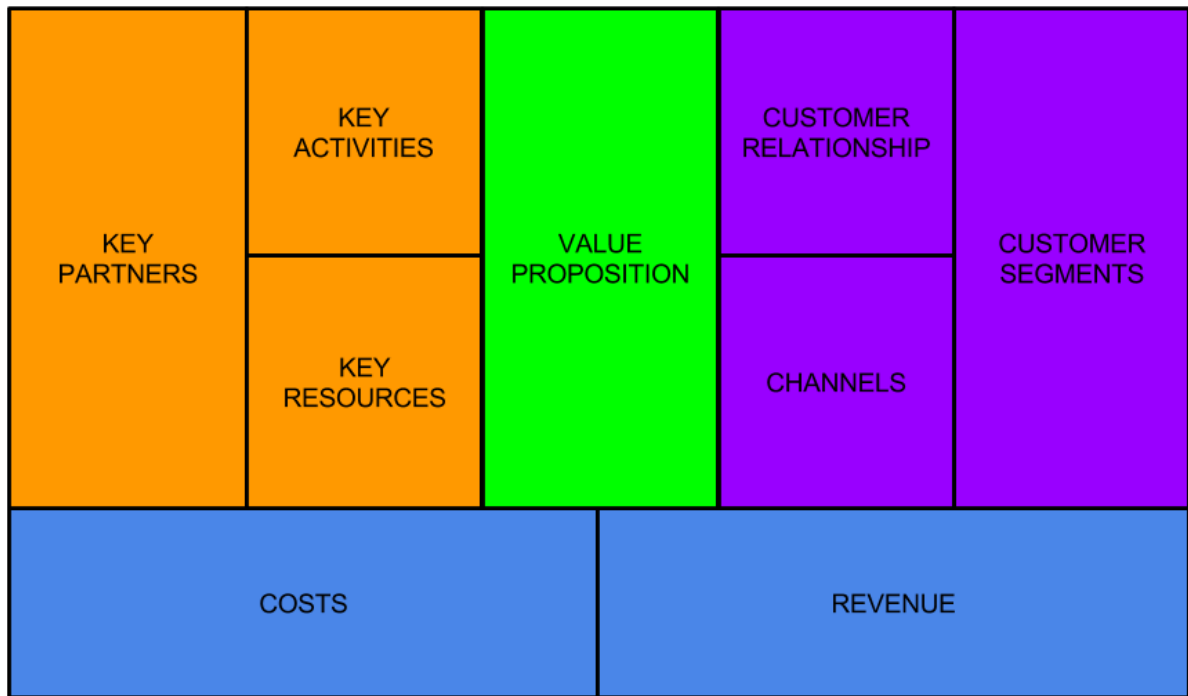 KEY
PARTNERS
KEY
ACTIVITIES
KEY
RESOURCES
VALUE
PROPOSITION
CUSTOMER
RELATIONSHIP
CHANNELS
CUSTOMER
SEGMENTS
COSTS
REVENUE